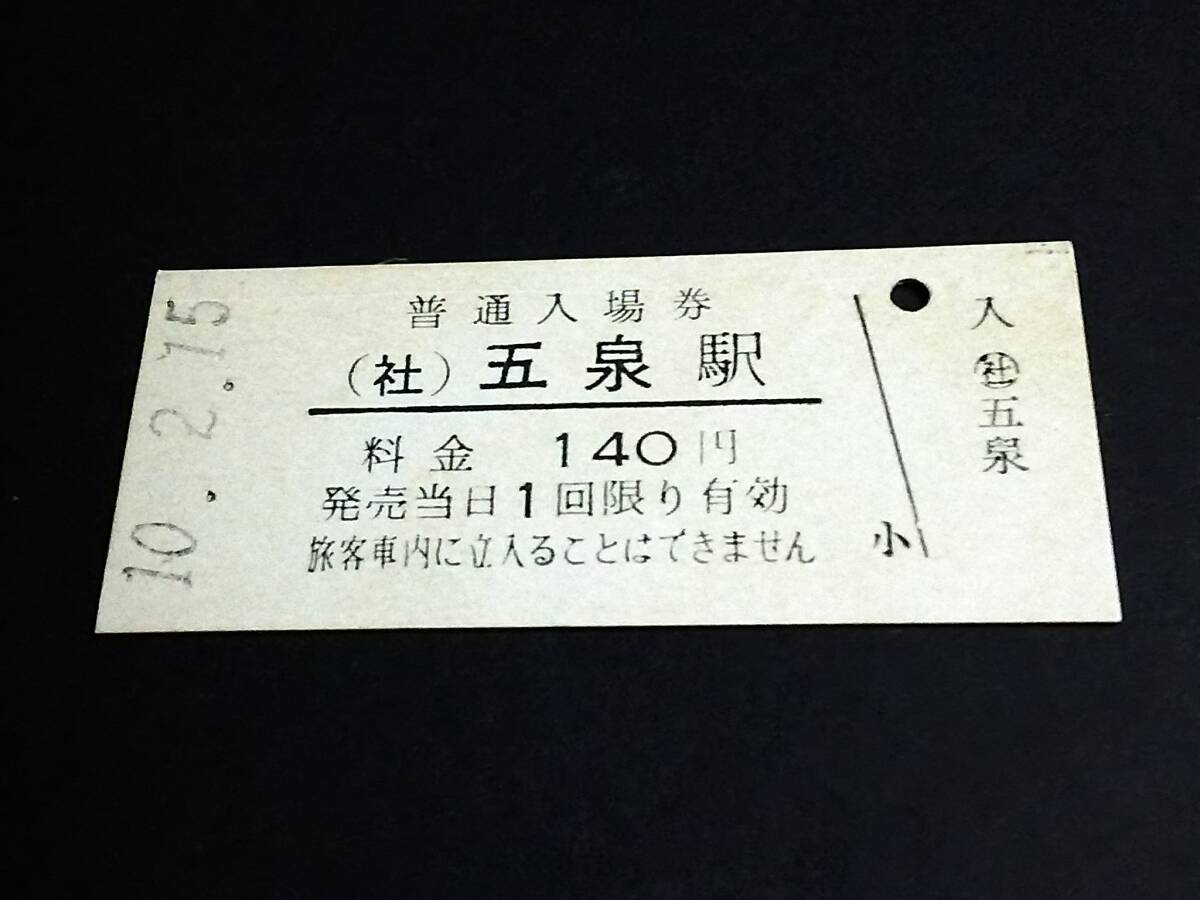 10.2.15
普通入場券
（社）五泉駅
料金 140円
発売当日1回限り有効
旅客車内に立入ることはできません
小
入
㊓五泉